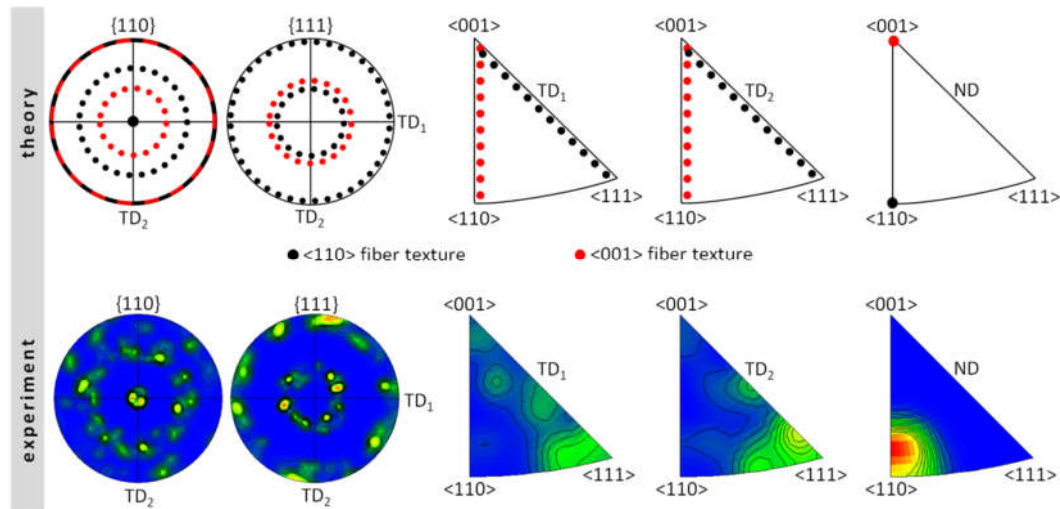 theory
{110}
{111}
<001>
<001>
<001>
TD1
TD1
TD2
ND
TD2
TD2
<110>
<111>
<110>
<111>
<110>
<111>
<110> fiber texture
<001> fiber texture
experiment
{110}
{111}
<001>
<001>
<001>
TD1
TD1
TD2
ND
TD2
TD2
<110>
<111>
<110>
<111>
<110>
<111>